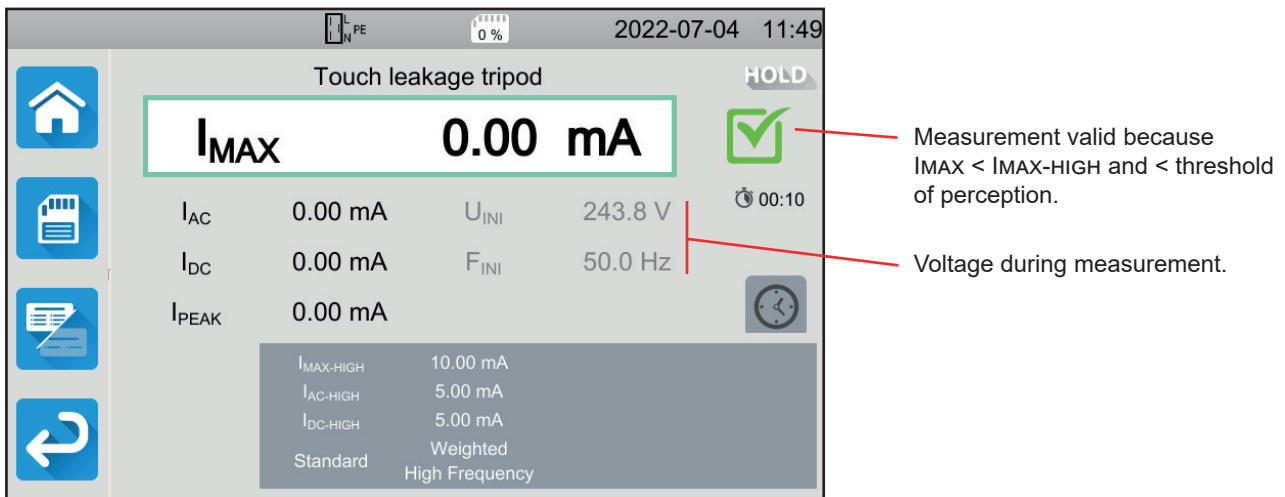 L
N PE
0 %
2022-07-04 11:49
Touch leakage tripod
HOLD
IMAX 0.00 mA
Measurement valid because
IMAX < IMAX-HIGH and < threshold
of perception.
00:10
IAC 0.00 mA UINI 243.8 V
IDC 0.00 mA FINI 50.0 Hz
Voltage during measurement.
IPEAK 0.00 mA
IMAX-HIGH 10.00 mA
IAC-HIGH 5.00 mA
IDC-HIGH 5.00 mA
Standard Weighted
High Frequency